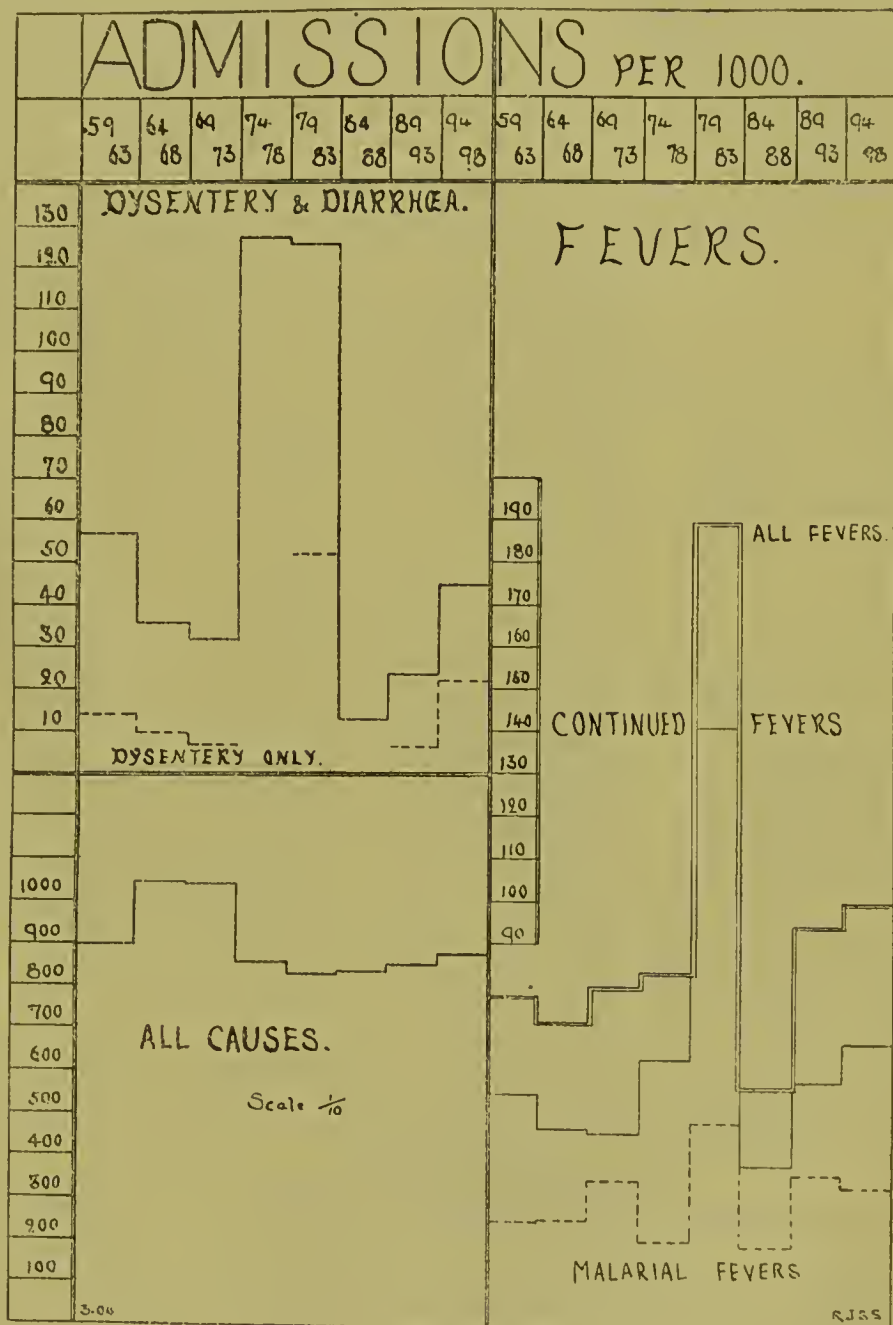 ADMISSIONS PER 1000.
59 64 69 74 79 84 89 94 59 64 69 74 79 84 89 94
63 68 73 78 83 88 93 98 63 68 73 78 83 88 93 98
DYSENTERY & DIARRHŒA.
130
120
110
100
90
80
70
60
50
40
30
20
10
DYSENTERY ONLY.
1000
900
800
700
600
500
400
300
200
100
ALL CAUSES.
Scale 1/10
3.00
FEVERS.
190
180
170
160
150
140
130
120
110
100
90
ALL FEVERS.
CONTINUED FEVERS
MALARIAL FEVERS
RJSS